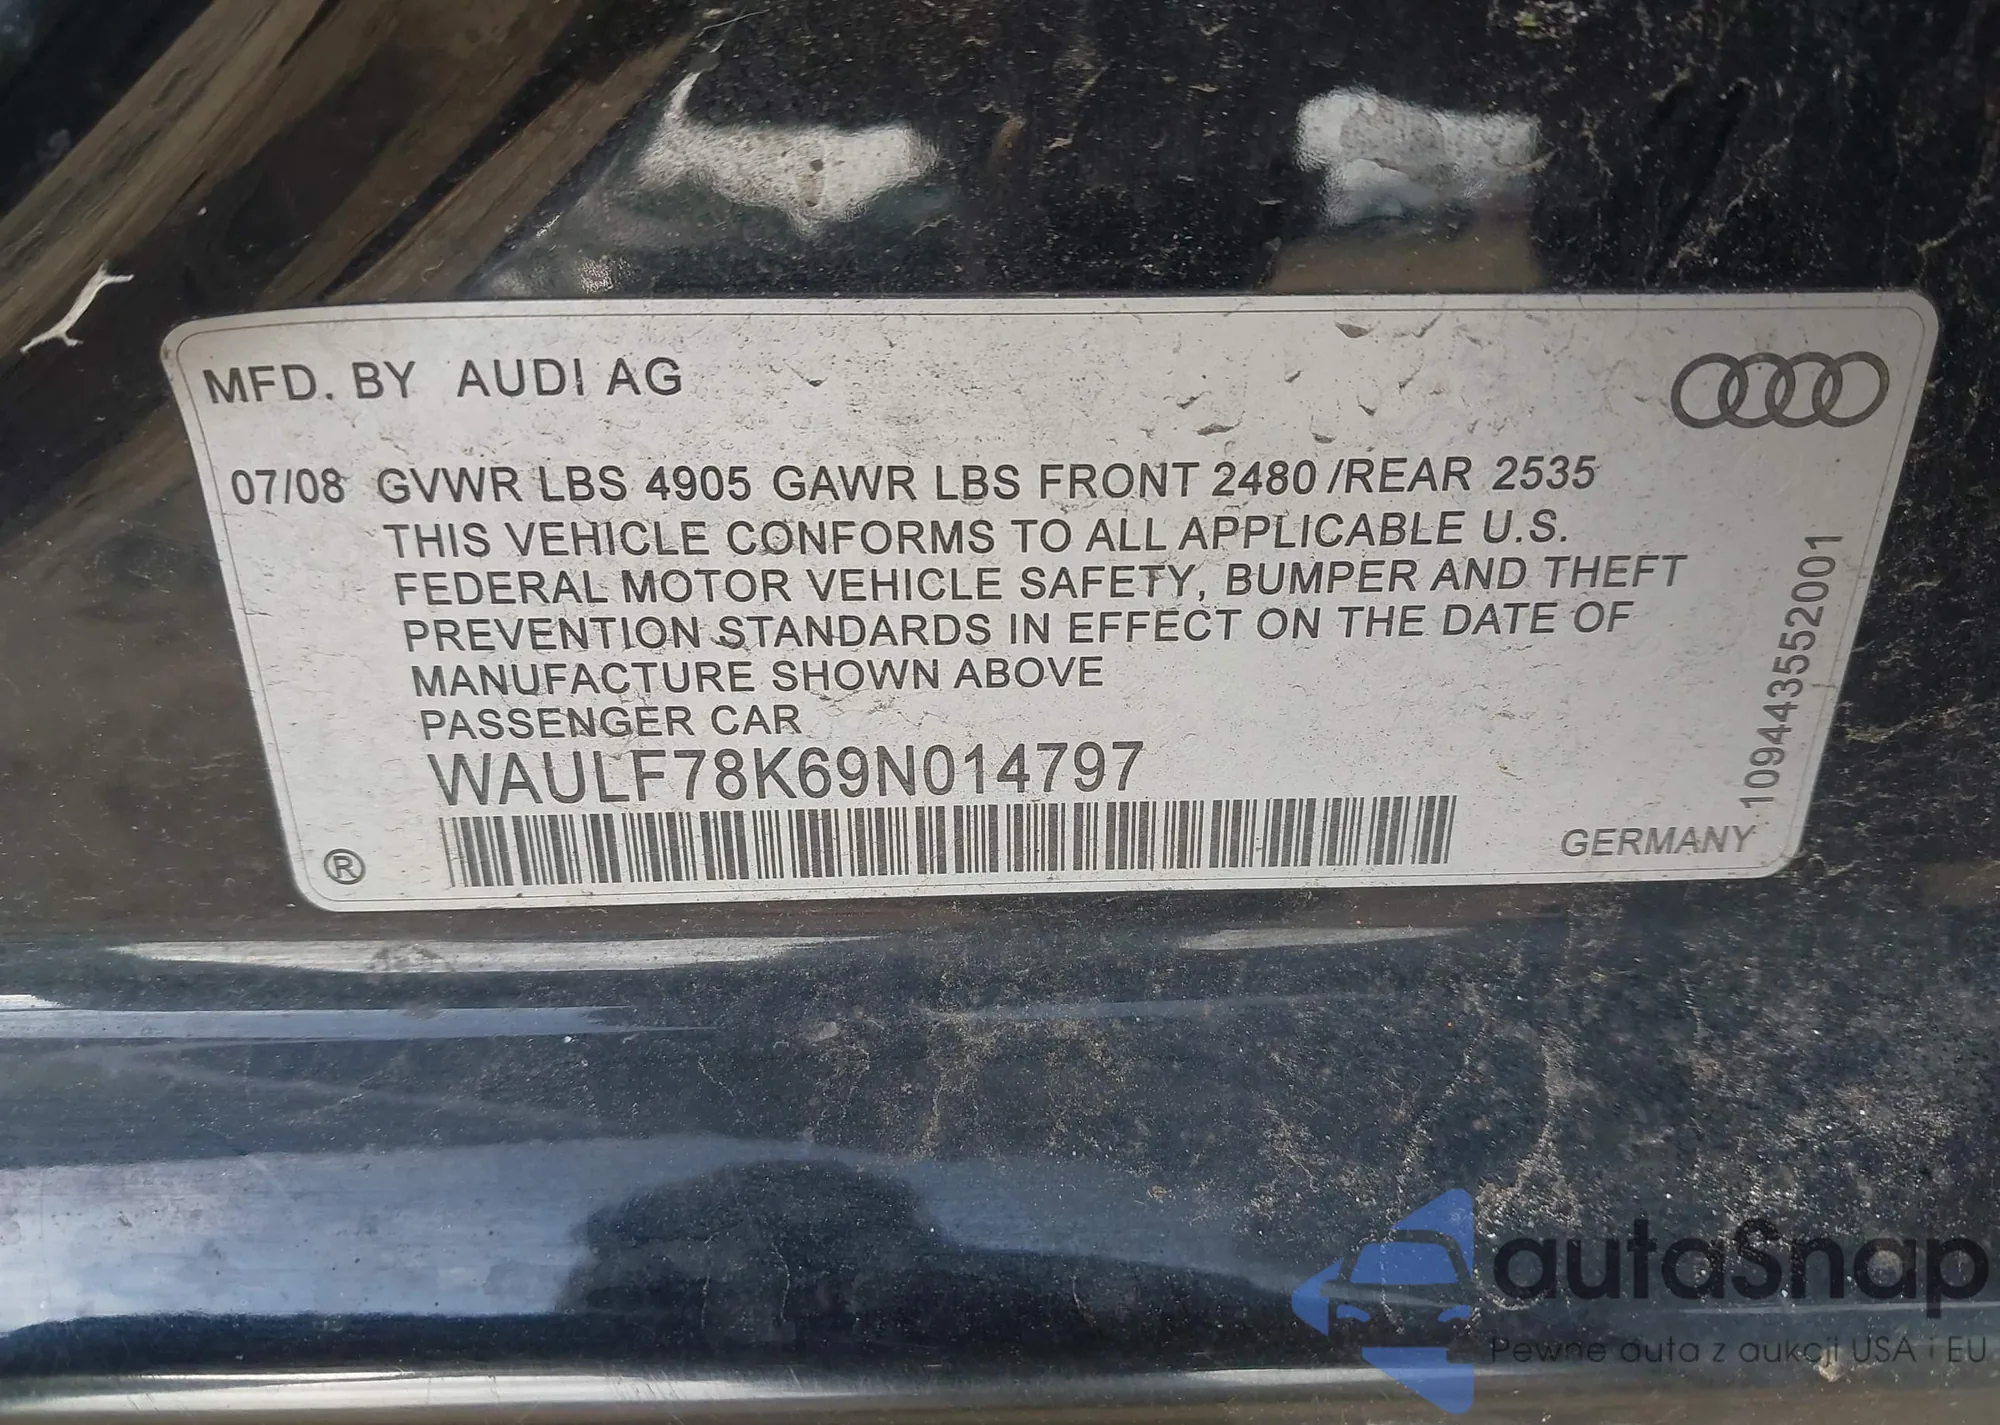 MFD. BY AUDI AG
07/08 GVWR LBS 4905 GAWR LBS FRONT 2480 /REAR 2535
THIS VEHICLE CONFORMS TO ALL APPLICABLE U.S.
FEDERAL MOTOR VEHICLE SAFETY, BUMPER AND THEFT
PREVENTION STANDARDS IN EFFECT ON THE DATE OF
MANUFACTURE SHOWN ABOVE
PASSENGER CAR
WAULF78K69N014797
®
GERMANY
109443552001
autoSnap
Pewne auta z aukcji USA i EU